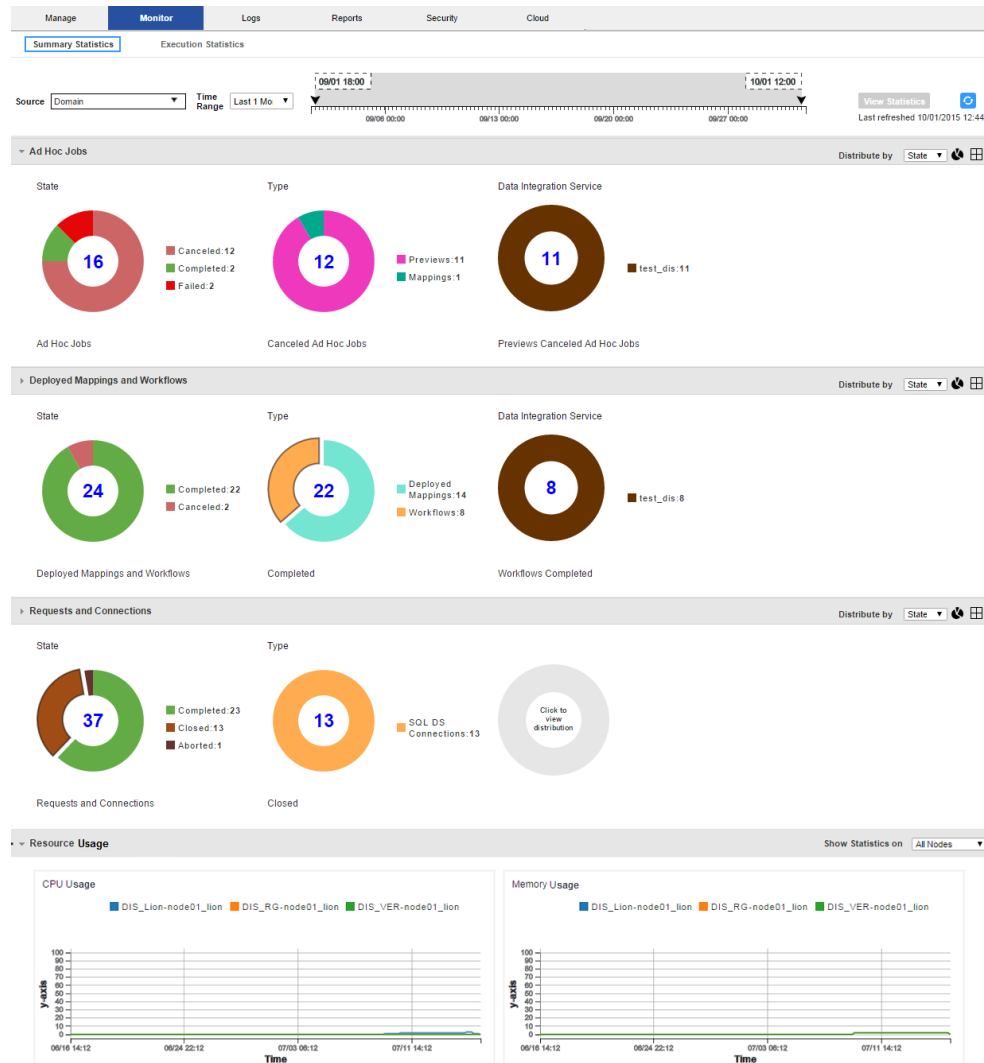 Manage Monitor Logs Reports Security Cloud
Summary Statistics Execution Statistics
09/01 18:00 10/01 12:00
Source Domain Time Range Last 1 Mo
View Statistics
09/06 00:00 09/13 00:00 09/20 00:00 09/27 00:00
Last refreshed 10/01/2015 12:44
Ad Hoc Jobs Distribute by State
State Type Data Integration Service
16 Canceled:12
Completed:2
Failed:2
12 Previews:11
Mappings:1
11 test_dis:11
Ad Hoc Jobs Canceled Ad Hoc Jobs Previews Canceled Ad Hoc Jobs
Deployed Mappings and Workflows Distribute by State
State Type Data Integration Service
24 Completed:22
Canceled:2
22 Deployed
Mappings:14
Workflows:8
8 test_dis:8
Deployed Mappings and Workflows Completed Workflows Completed
Requests and Connections Distribute by State
State Type
37 Completed:23
Closed:13
Aborted:1
13 SQL DS
Connections:13
Click to
view
distribution
Requests and Connections Closed
Resource Usage Show Statistics on All Nodes
CPU Usage
DIS_Lion-node01_lion DIS_RG-node01_lion DIS_VER-node01_lion
y-axis
100
90
80
70
60
50
40
30
20
10
0
06/16 14:12 06/24 22:12 07/03 06:12 07/11 14:12
Time
Memory Usage
DIS_Lion-node01_lion DIS_RG-node01_lion DIS_VER-node01_lion
y-axis
100
90
80
70
60
50
40
30
20
10
0
06/16 14:12 06/24 22:12 07/03 06:12 07/11 14:12
Time